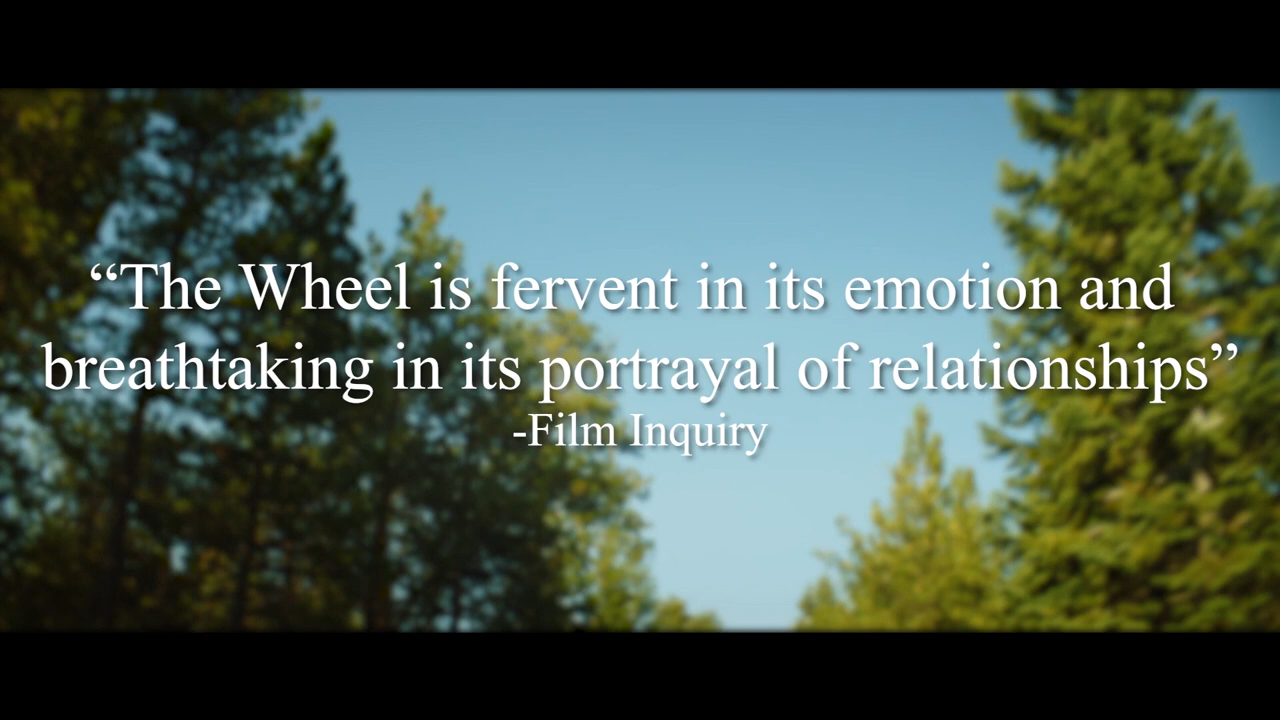 “The Wheel is fervent in its emotion and
breathtaking in its portrayal of relationships”
-Film Inquiry